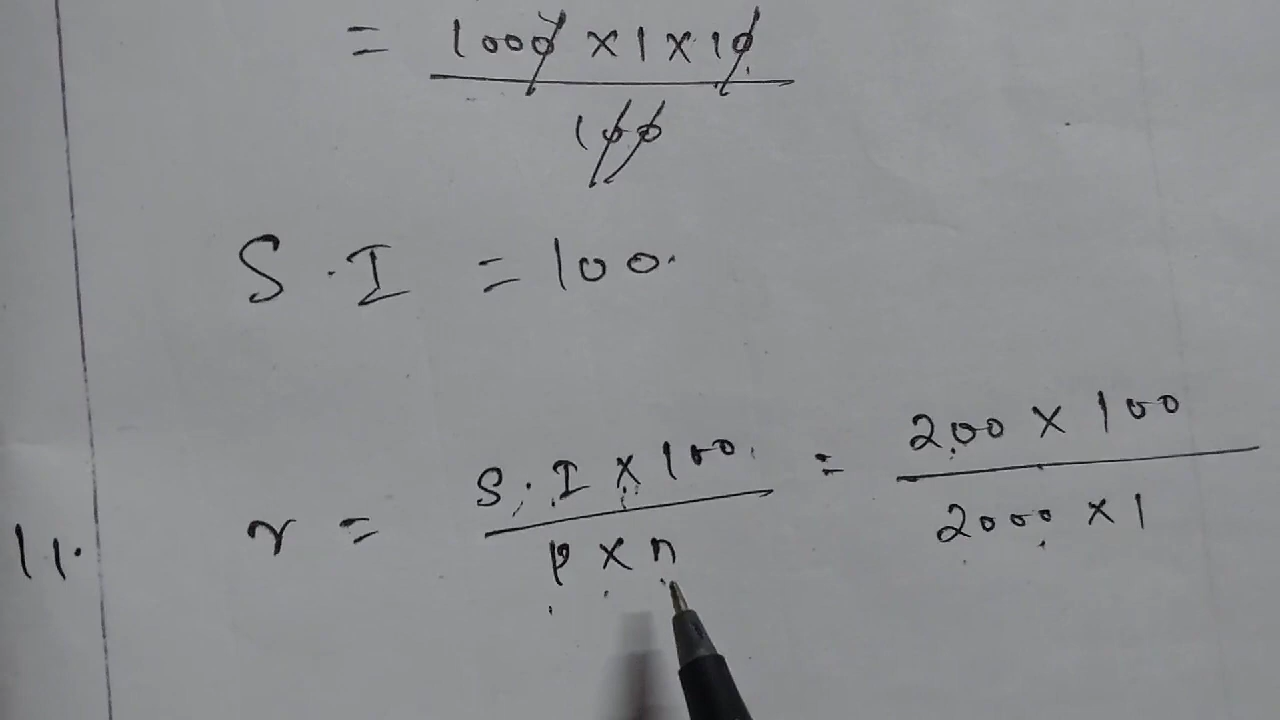 = 1000 x 1 x 10
100
S.I = 100.
11. r = S.I x 100 = 200 x 100
p x n 2000 x 1